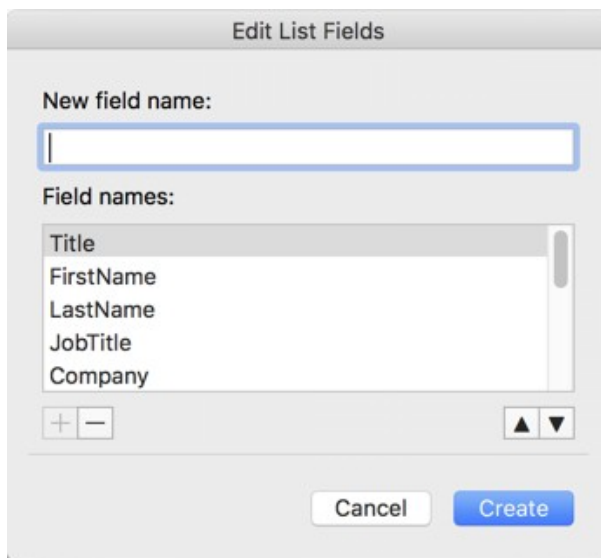 Edit List Fields
New field name:
Field names:
Title
FirstName
LastName
JobTitle
Company
Cancel Create